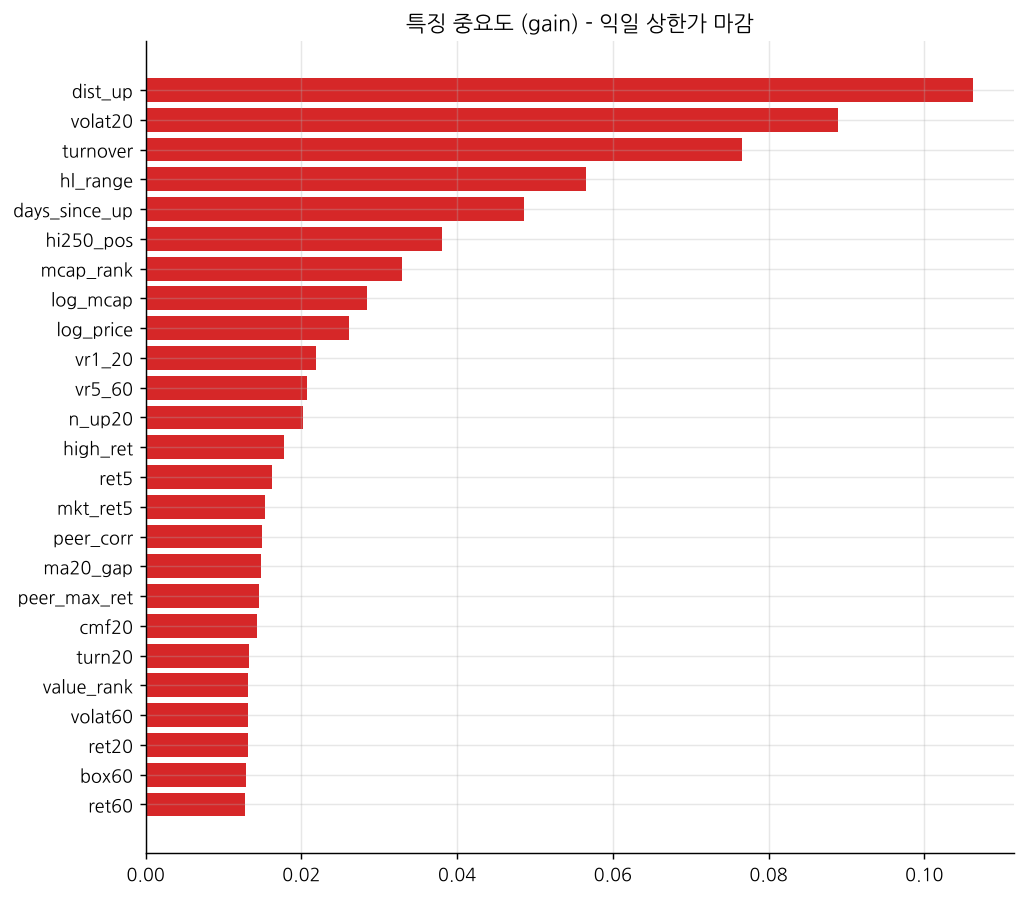 특징 중요도 (gain) - 익일 상한가 마감
dist_up
volat20
turnover
hl_range
days_since_up
hi250_pos
mcap_rank
log_mcap
log_price
vr1_20
vr5_60
n_up20
high_ret
ret5
mkt_ret5
peer_corr
ma20_gap
peer_max_ret
cmf20
turn20
value_rank
volat60
ret20
box60
ret60
0.00 0.02 0.04 0.06 0.08 0.10